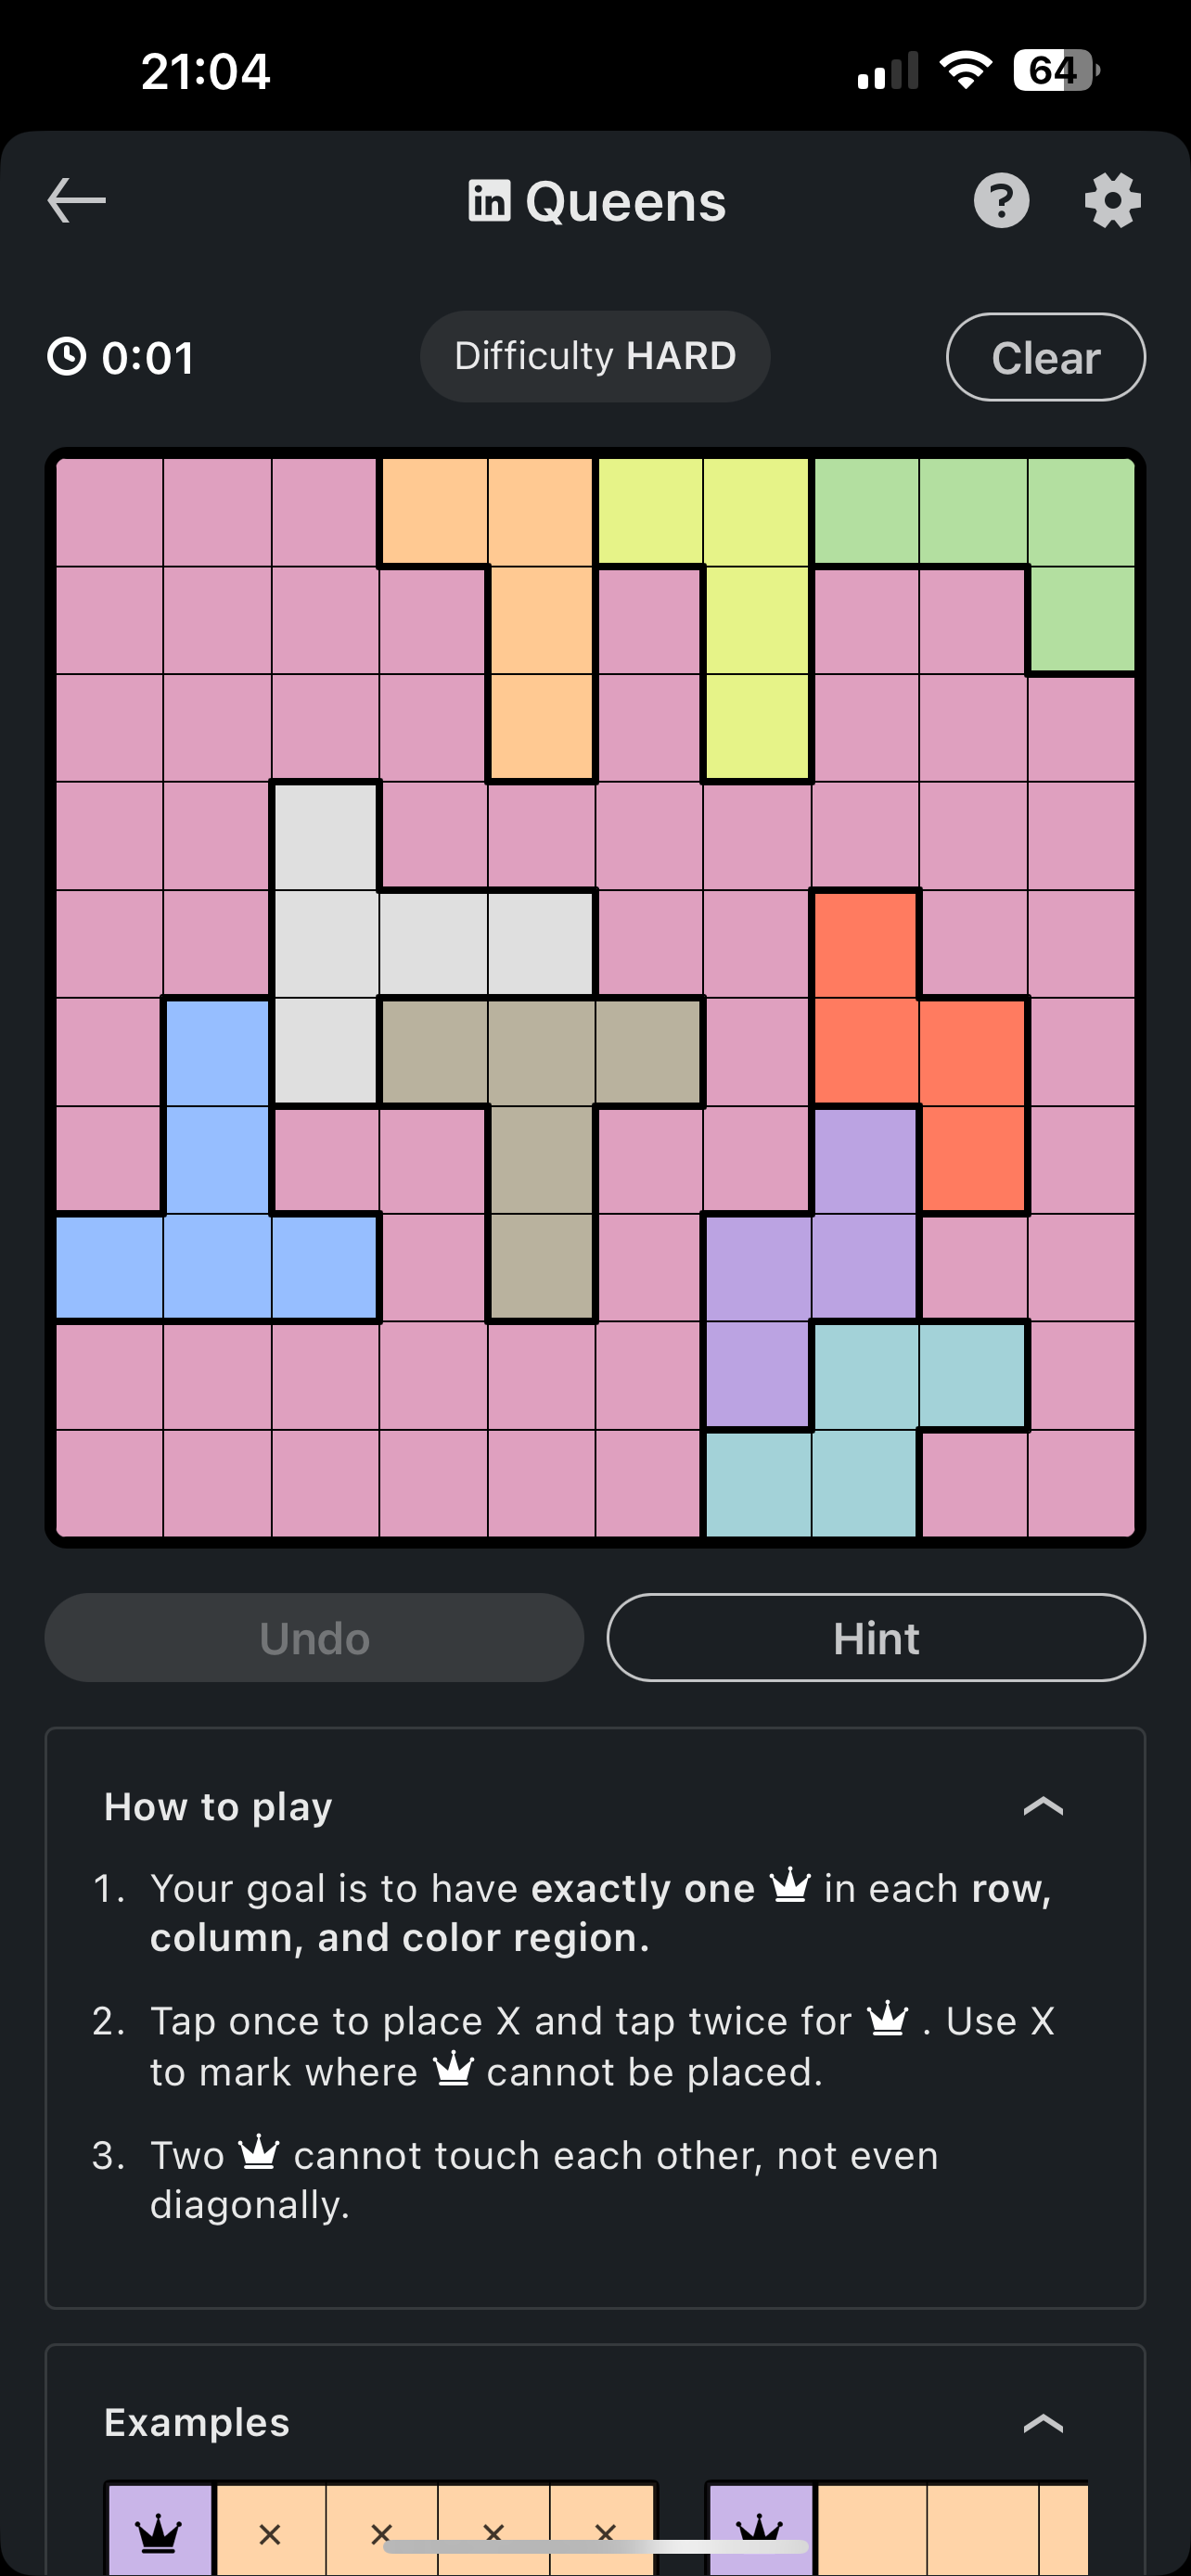 21:04
64
in Queens
?
0:01
Difficulty HARD
Clear
Undo
Hint
How to play
1. Your goal is to have exactly one in each row,
column, and color region.
2. Tap once to place X and tap twice for . Use X
to mark where cannot be placed.
3. Two cannot touch each other, not even
diagonally.
Examples